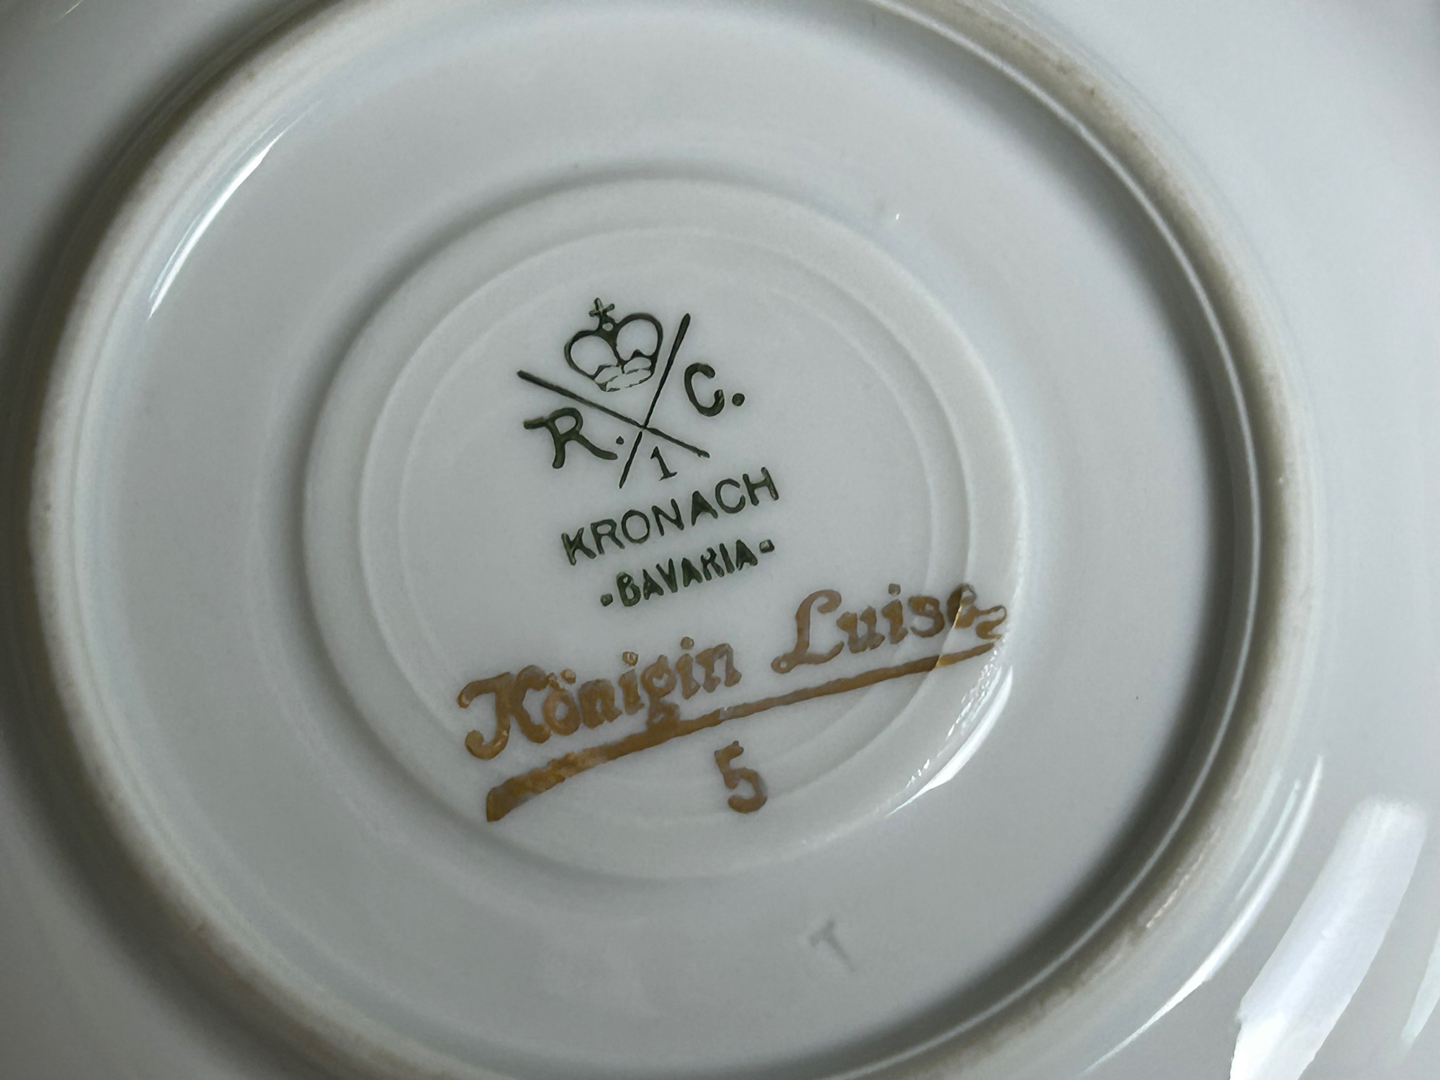 R. C.
1
KRONACH
-BAVARIA-
Königin Luise
5
T